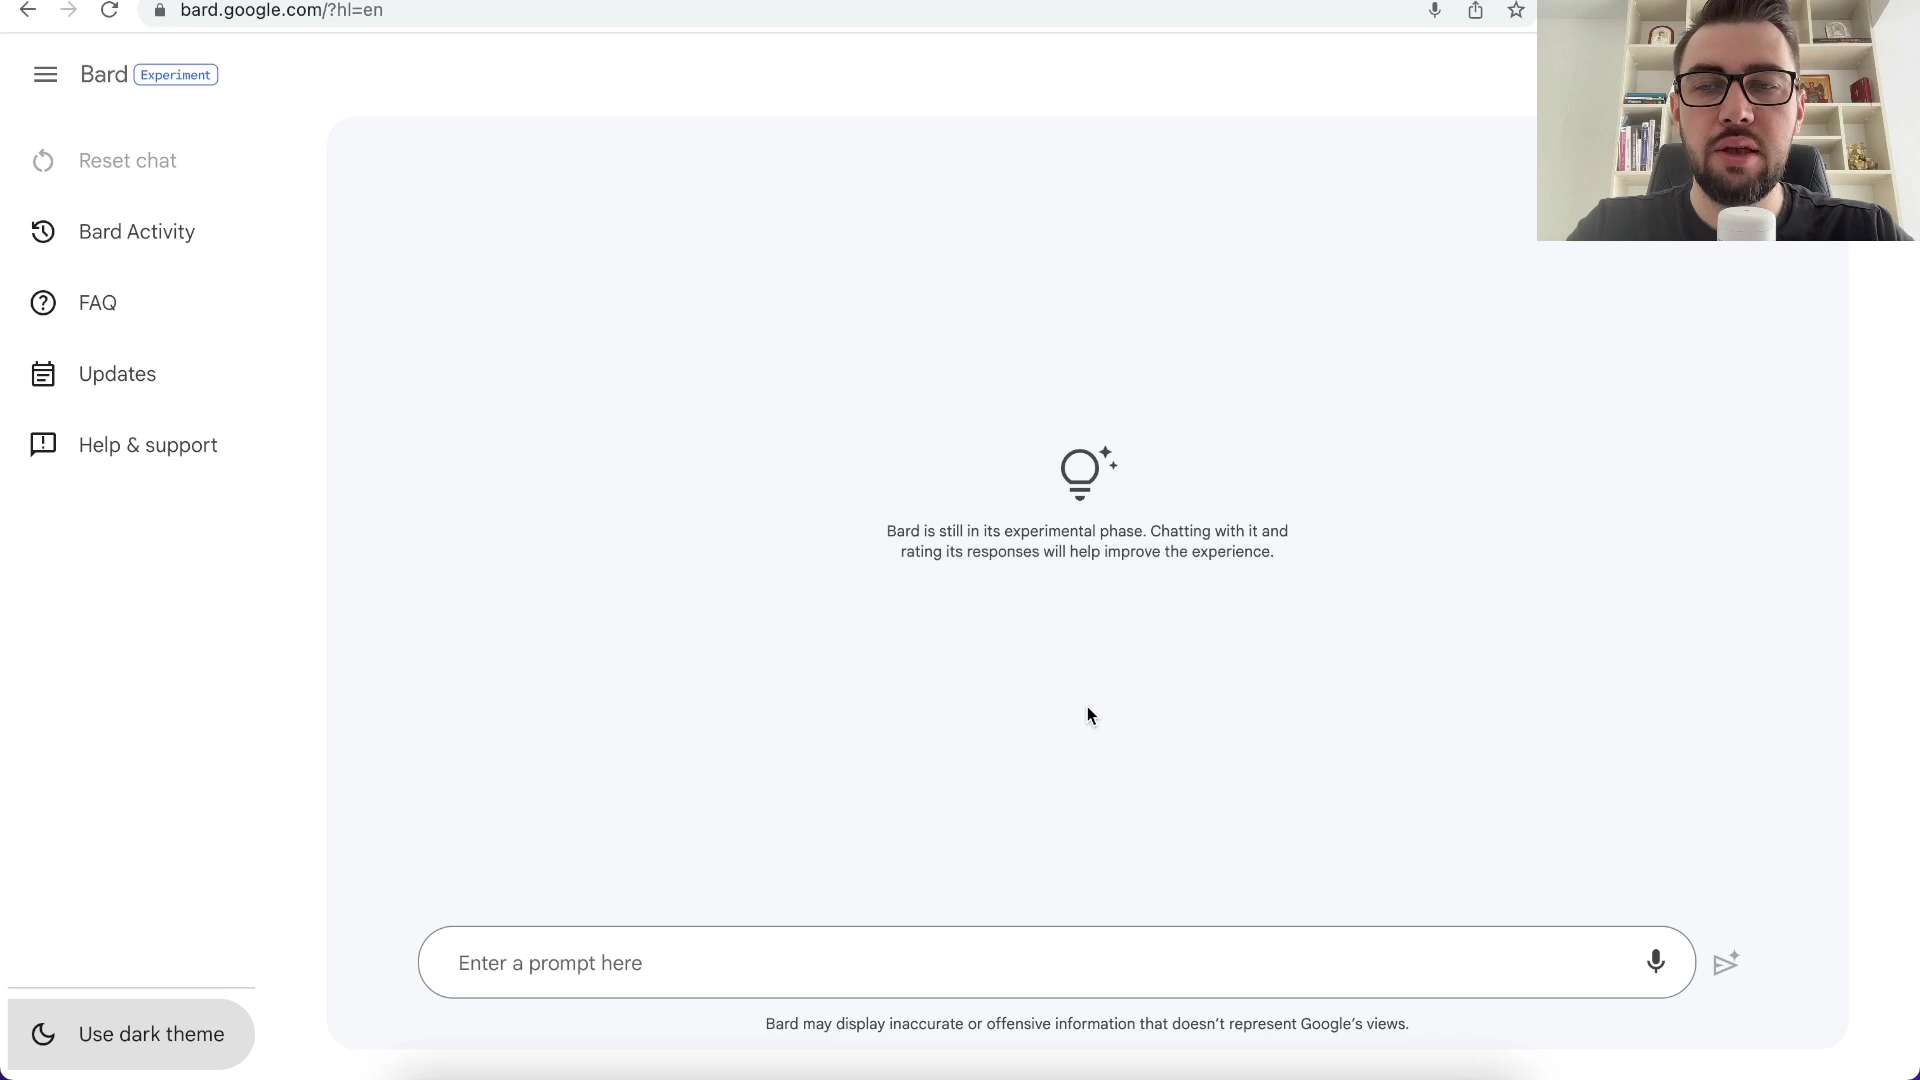 bard.google.com/?hl=en
Bard Experiment
Reset chat
Bard Activity
FAQ
Updates
Help & support
Bard is still in its experimental phase. Chatting with it and
rating its responses will help improve the experience.
Enter a prompt here
Bard may display inaccurate or offensive information that doesn’t represent Google’s views.
Use dark theme